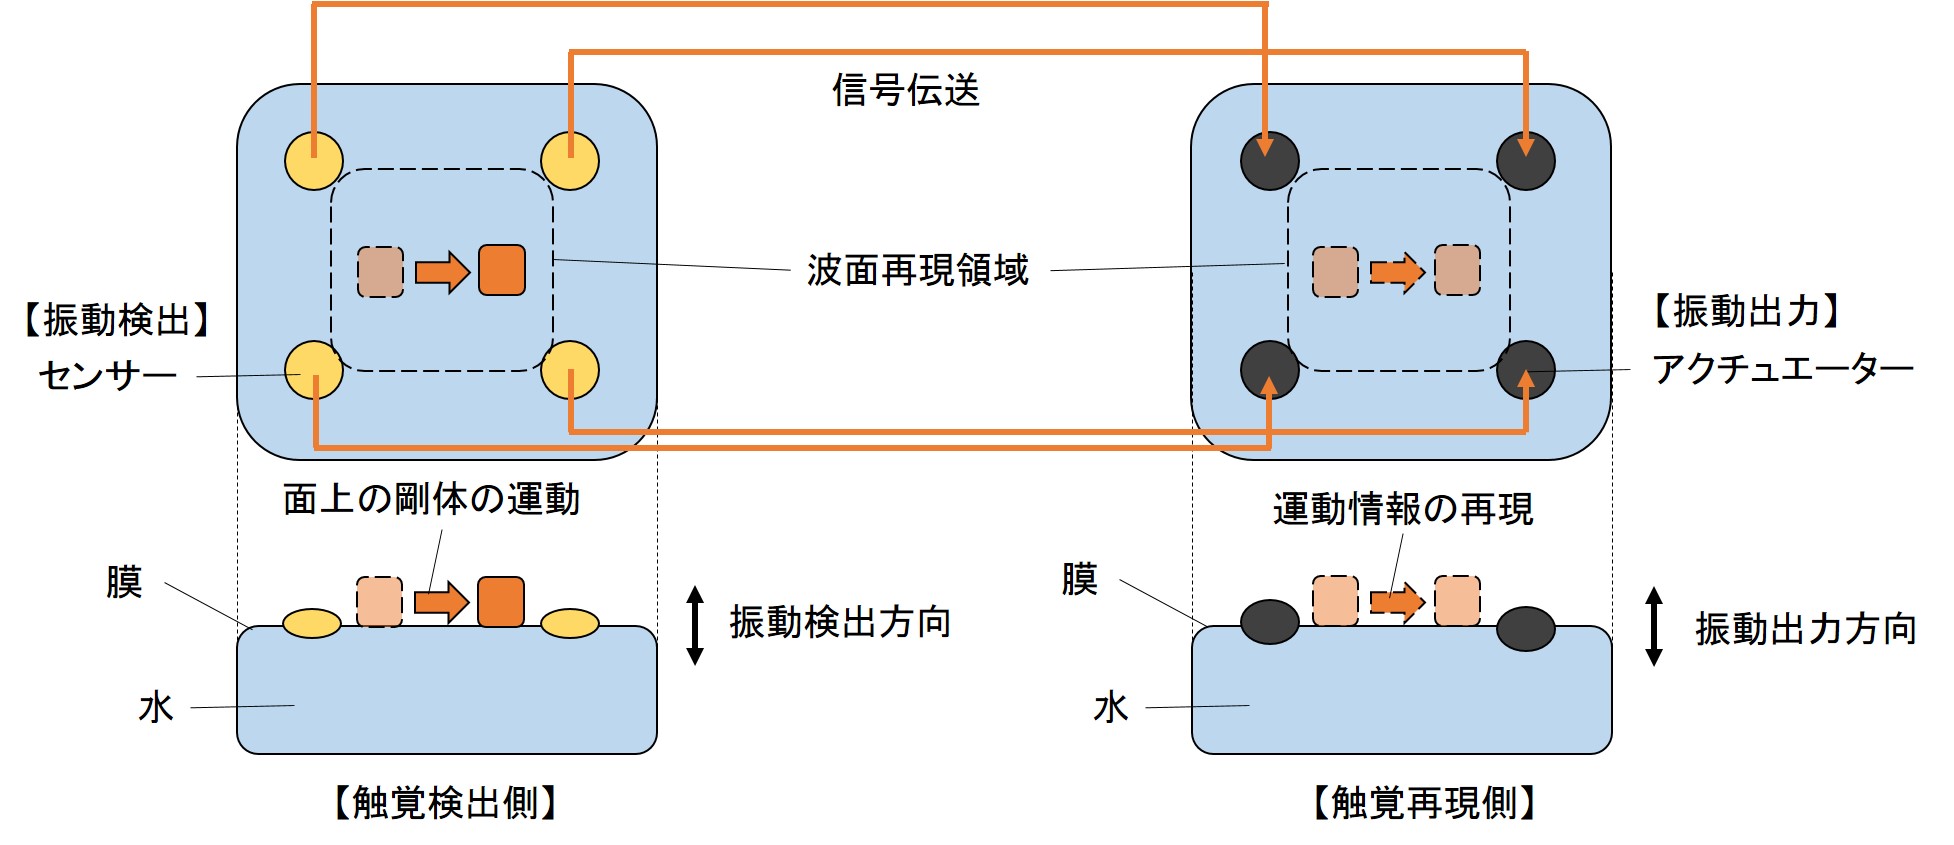 信号伝送
波面再現領域
【振動検出】
センサー
【振動出力】
アクチュエーター
面上の剛体の運動
運動情報の再現
膜
膜
振動検出方向
振動出力方向
水
水
【触覚検出側】
【触覚再現側】